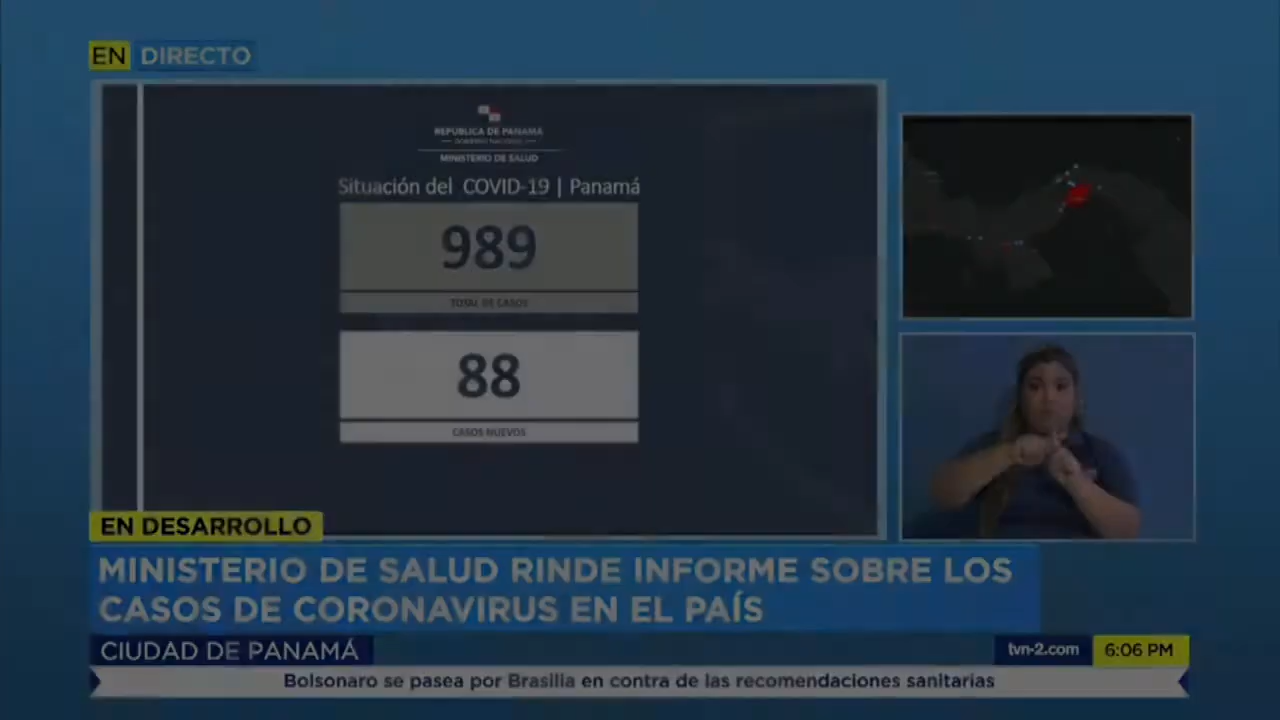 EN DIRECTO
REPÚBLICA DE PANAMÁ
GOBIERNO NACIONAL
MINISTERIO DE SALUD
Situación del COVID-19 | Panamá
989
TOTAL DE CASOS
88
CASOS NUEVOS
EN DESARROLLO
MINISTERIO DE SALUD RINDE INFORME SOBRE LOS
CASOS DE CORONAVIRUS EN EL PAÍS
CIUDAD DE PANAMÁ
tvn-2.com
6:06 PM
Bolsonaro se pasea por Brasilia en contra de las recomendaciones sanitarias